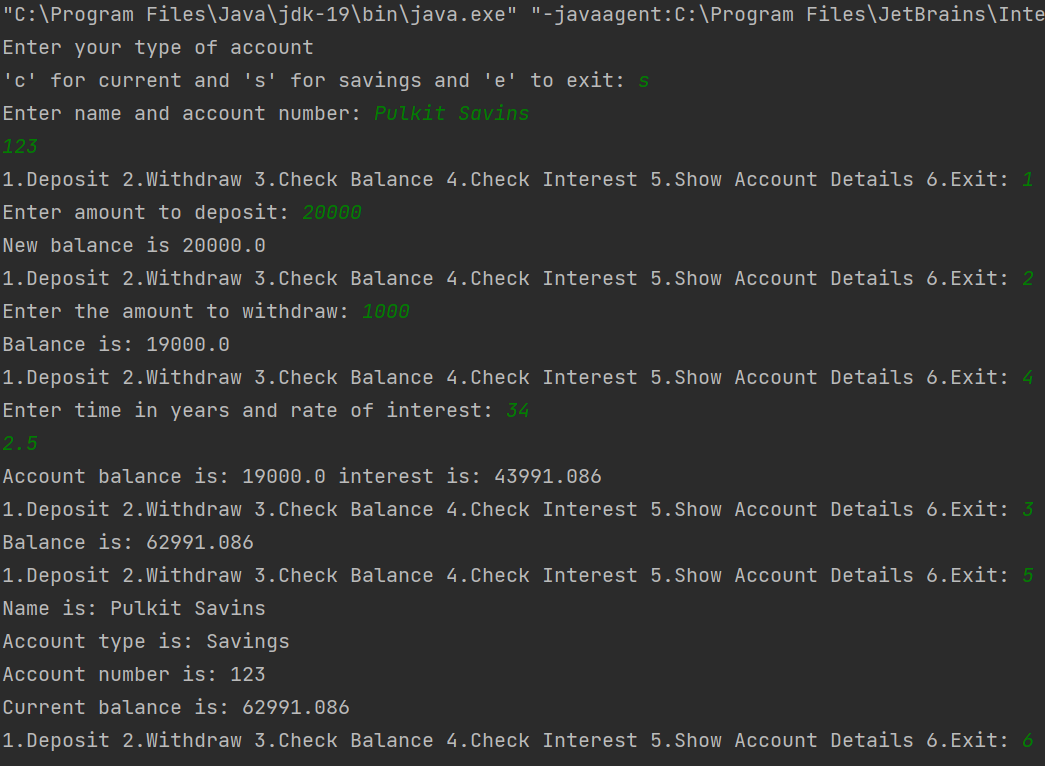 "C:\Program Files\Java\jdk-19\bin\java.exe" "-javaagent:C:\Program Files\JetBrains\Inte
Enter your type of account
'c' for current and 's' for savings and 'e' to exit: s
Enter name and account number: Pulkit Savins
123
1.Deposit 2.Withdraw 3.Check Balance 4.Check Interest 5.Show Account Details 6.Exit: 1
Enter amount to deposit: 20000
New balance is 20000.0
1.Deposit 2.Withdraw 3.Check Balance 4.Check Interest 5.Show Account Details 6.Exit: 2
Enter the amount to withdraw: 1000
Balance is: 19000.0
1.Deposit 2.Withdraw 3.Check Balance 4.Check Interest 5.Show Account Details 6.Exit: 4
Enter time in years and rate of interest: 34
2.5
Account balance is: 19000.0 interest is: 43991.086
1.Deposit 2.Withdraw 3.Check Balance 4.Check Interest 5.Show Account Details 6.Exit: 3
Balance is: 62991.086
1.Deposit 2.Withdraw 3.Check Balance 4.Check Interest 5.Show Account Details 6.Exit: 5
Name is: Pulkit Savins
Account type is: Savings
Account number is: 123
Current balance is: 62991.086
1.Deposit 2.Withdraw 3.Check Balance 4.Check Interest 5.Show Account Details 6.Exit: 6